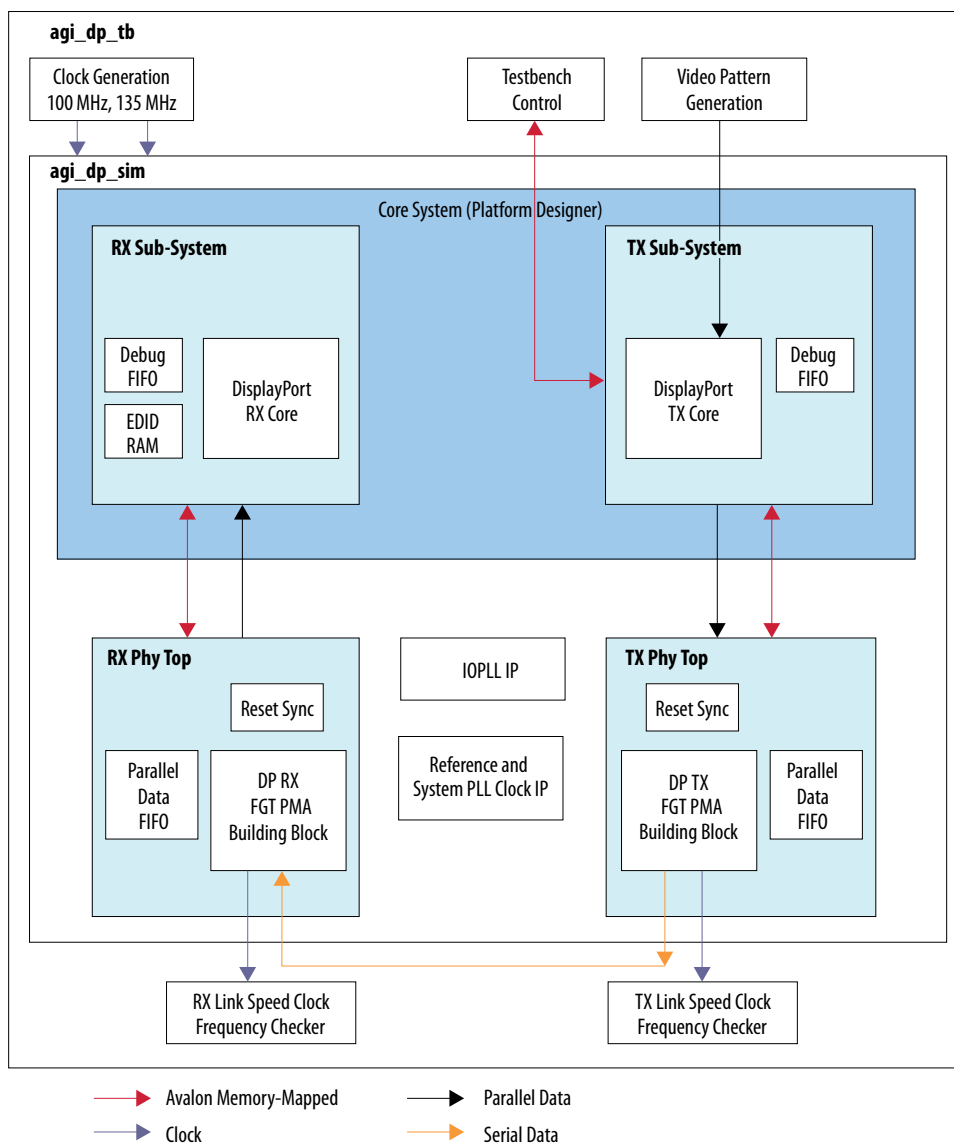 agi_dp_tb
Clock Generation
100 MHz, 135 MHz
Testbench
Control
Video Pattern
Generation
agi_dp_sim
Core System (Platform Designer)
RX Sub-System
TX Sub-System
Debug
FIFO
EDID
RAM
DisplayPort
RX Core
DisplayPort
TX Core
Debug
FIFO
RX Phy Top
Reset Sync
Parallel
Data
FIFO
DP RX
FGT PMA
Building Block
IOPLL IP
Reference and
System PLL Clock IP
TX Phy Top
Reset Sync
DP TX
FGT PMA
Building Block
Parallel
Data
FIFO
RX Link Speed Clock
Frequency Checker
TX Link Speed Clock
Frequency Checker
Avalon Memory-Mapped
Parallel Data
Clock
Serial Data